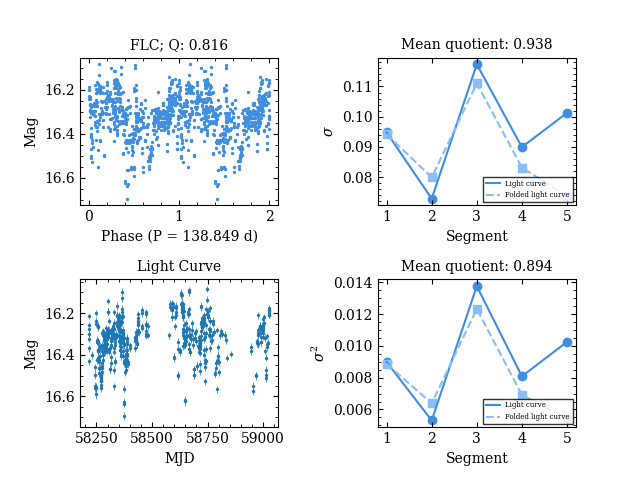 FLC; Q: 0.816
Mag
16.2
16.4
16.6
0
1
2
Phase (P = 138.849 d)
Mean quotient: 0.938
σ
0.11
0.10
0.09
0.08
Light curve
Folded light curve
1
2
3
4
5
Segment
Light Curve
Mag
16.2
16.4
16.6
58250
58500
58750
59000
MJD
Mean quotient: 0.894
σ²
0.014
0.012
0.010
0.008
0.006
Light curve
Folded light curve
1
2
3
4
5
Segment